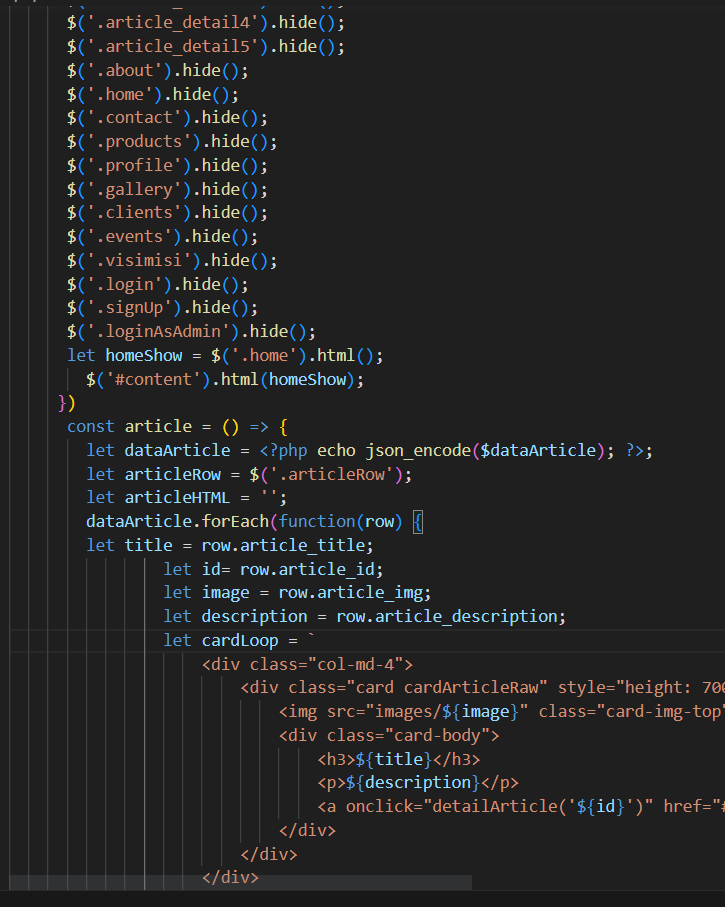 $('.article_detail4').hide();
$('.article_detail5').hide();
$('.about').hide();
$('.home').hide();
$('.contact').hide();
$('.products').hide();
$('.profile').hide();
$('.gallery').hide();
$('.clients').hide();
$('.events').hide();
$('.visimisi').hide();
$('.login').hide();
$('.signUp').hide();
$('.loginAsAdmin').hide();
let homeShow = $('.home').html();
$('#content').html(homeShow);
})
const article = () => {
let dataArticle = <?php echo json_encode($dataArticle); ?>;
let articleRow = $('.articleRow');
let articleHTML = '';
dataArticle.forEach(function(row) {
let title = row.article_title;
let id= row.article_id;
let image = row.article_img;
let description = row.article_description;
let cardLoop = `
<div class="col-md-4">
<div class="card cardArticleRaw" style="height: 700
<img src="images/${image}" class="card-img-top"
<div class="card-body">
<h3>${title}</h3>
<p>${description}</p>
<a onclick="detailArticle('${id}')" href="#
</div>
</div>
</div>